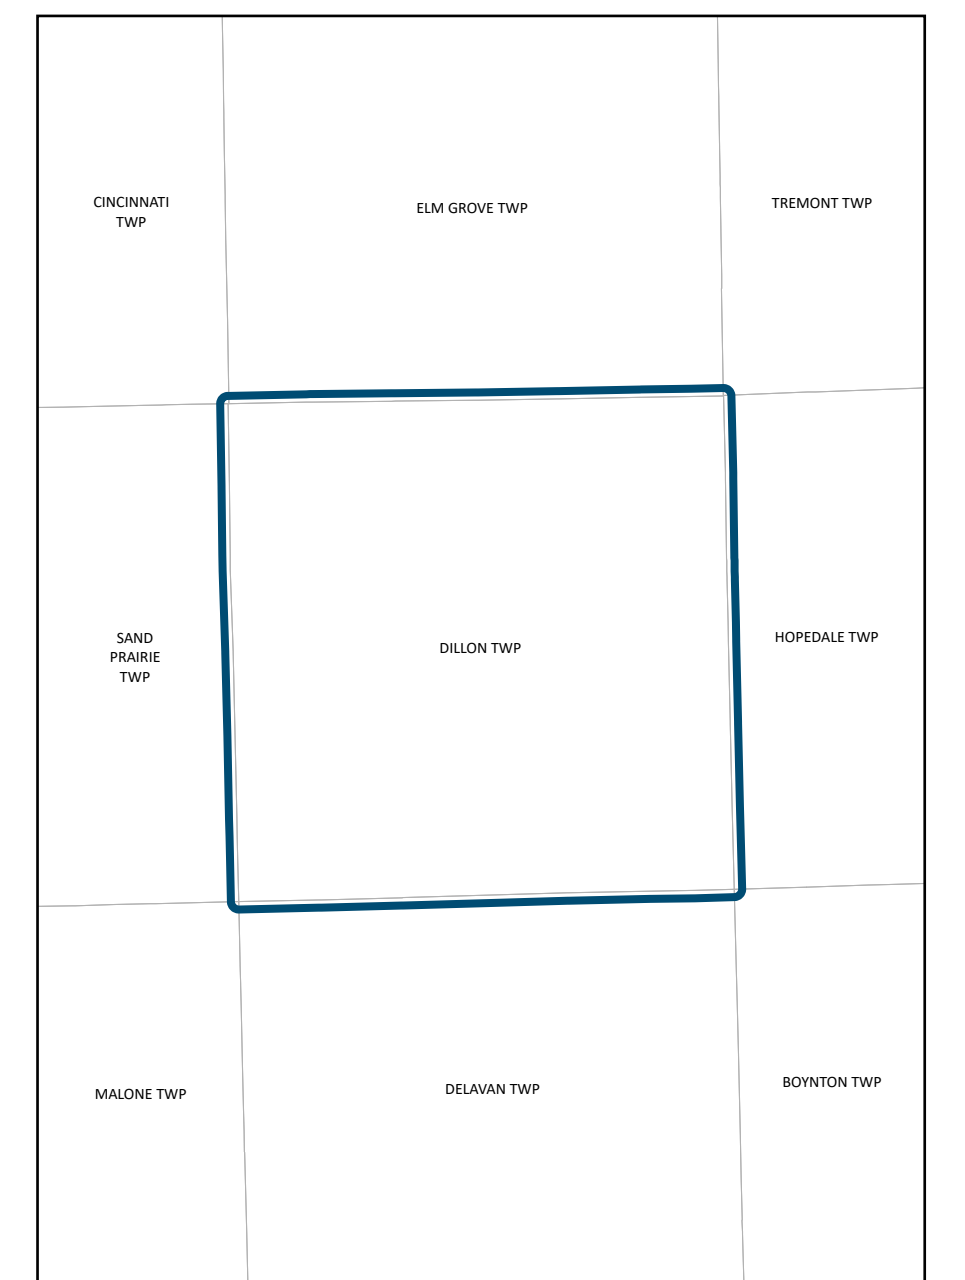 CINCINNATI
TWP
ELM GROVE TWP
TREMONT TWP
SAND
PRAIRIE
TWP
DILLON TWP
HOPEDALE TWP
MALONE TWP
DELAVAN TWP
BOYNTON TWP